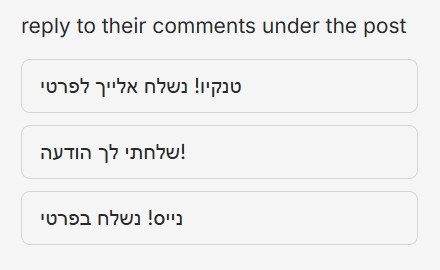 reply to their comments under the post
טנקיו! נשלח אלייך לפרטי
שלחתי לך הודעה!
נייס! נשלח בפרטי